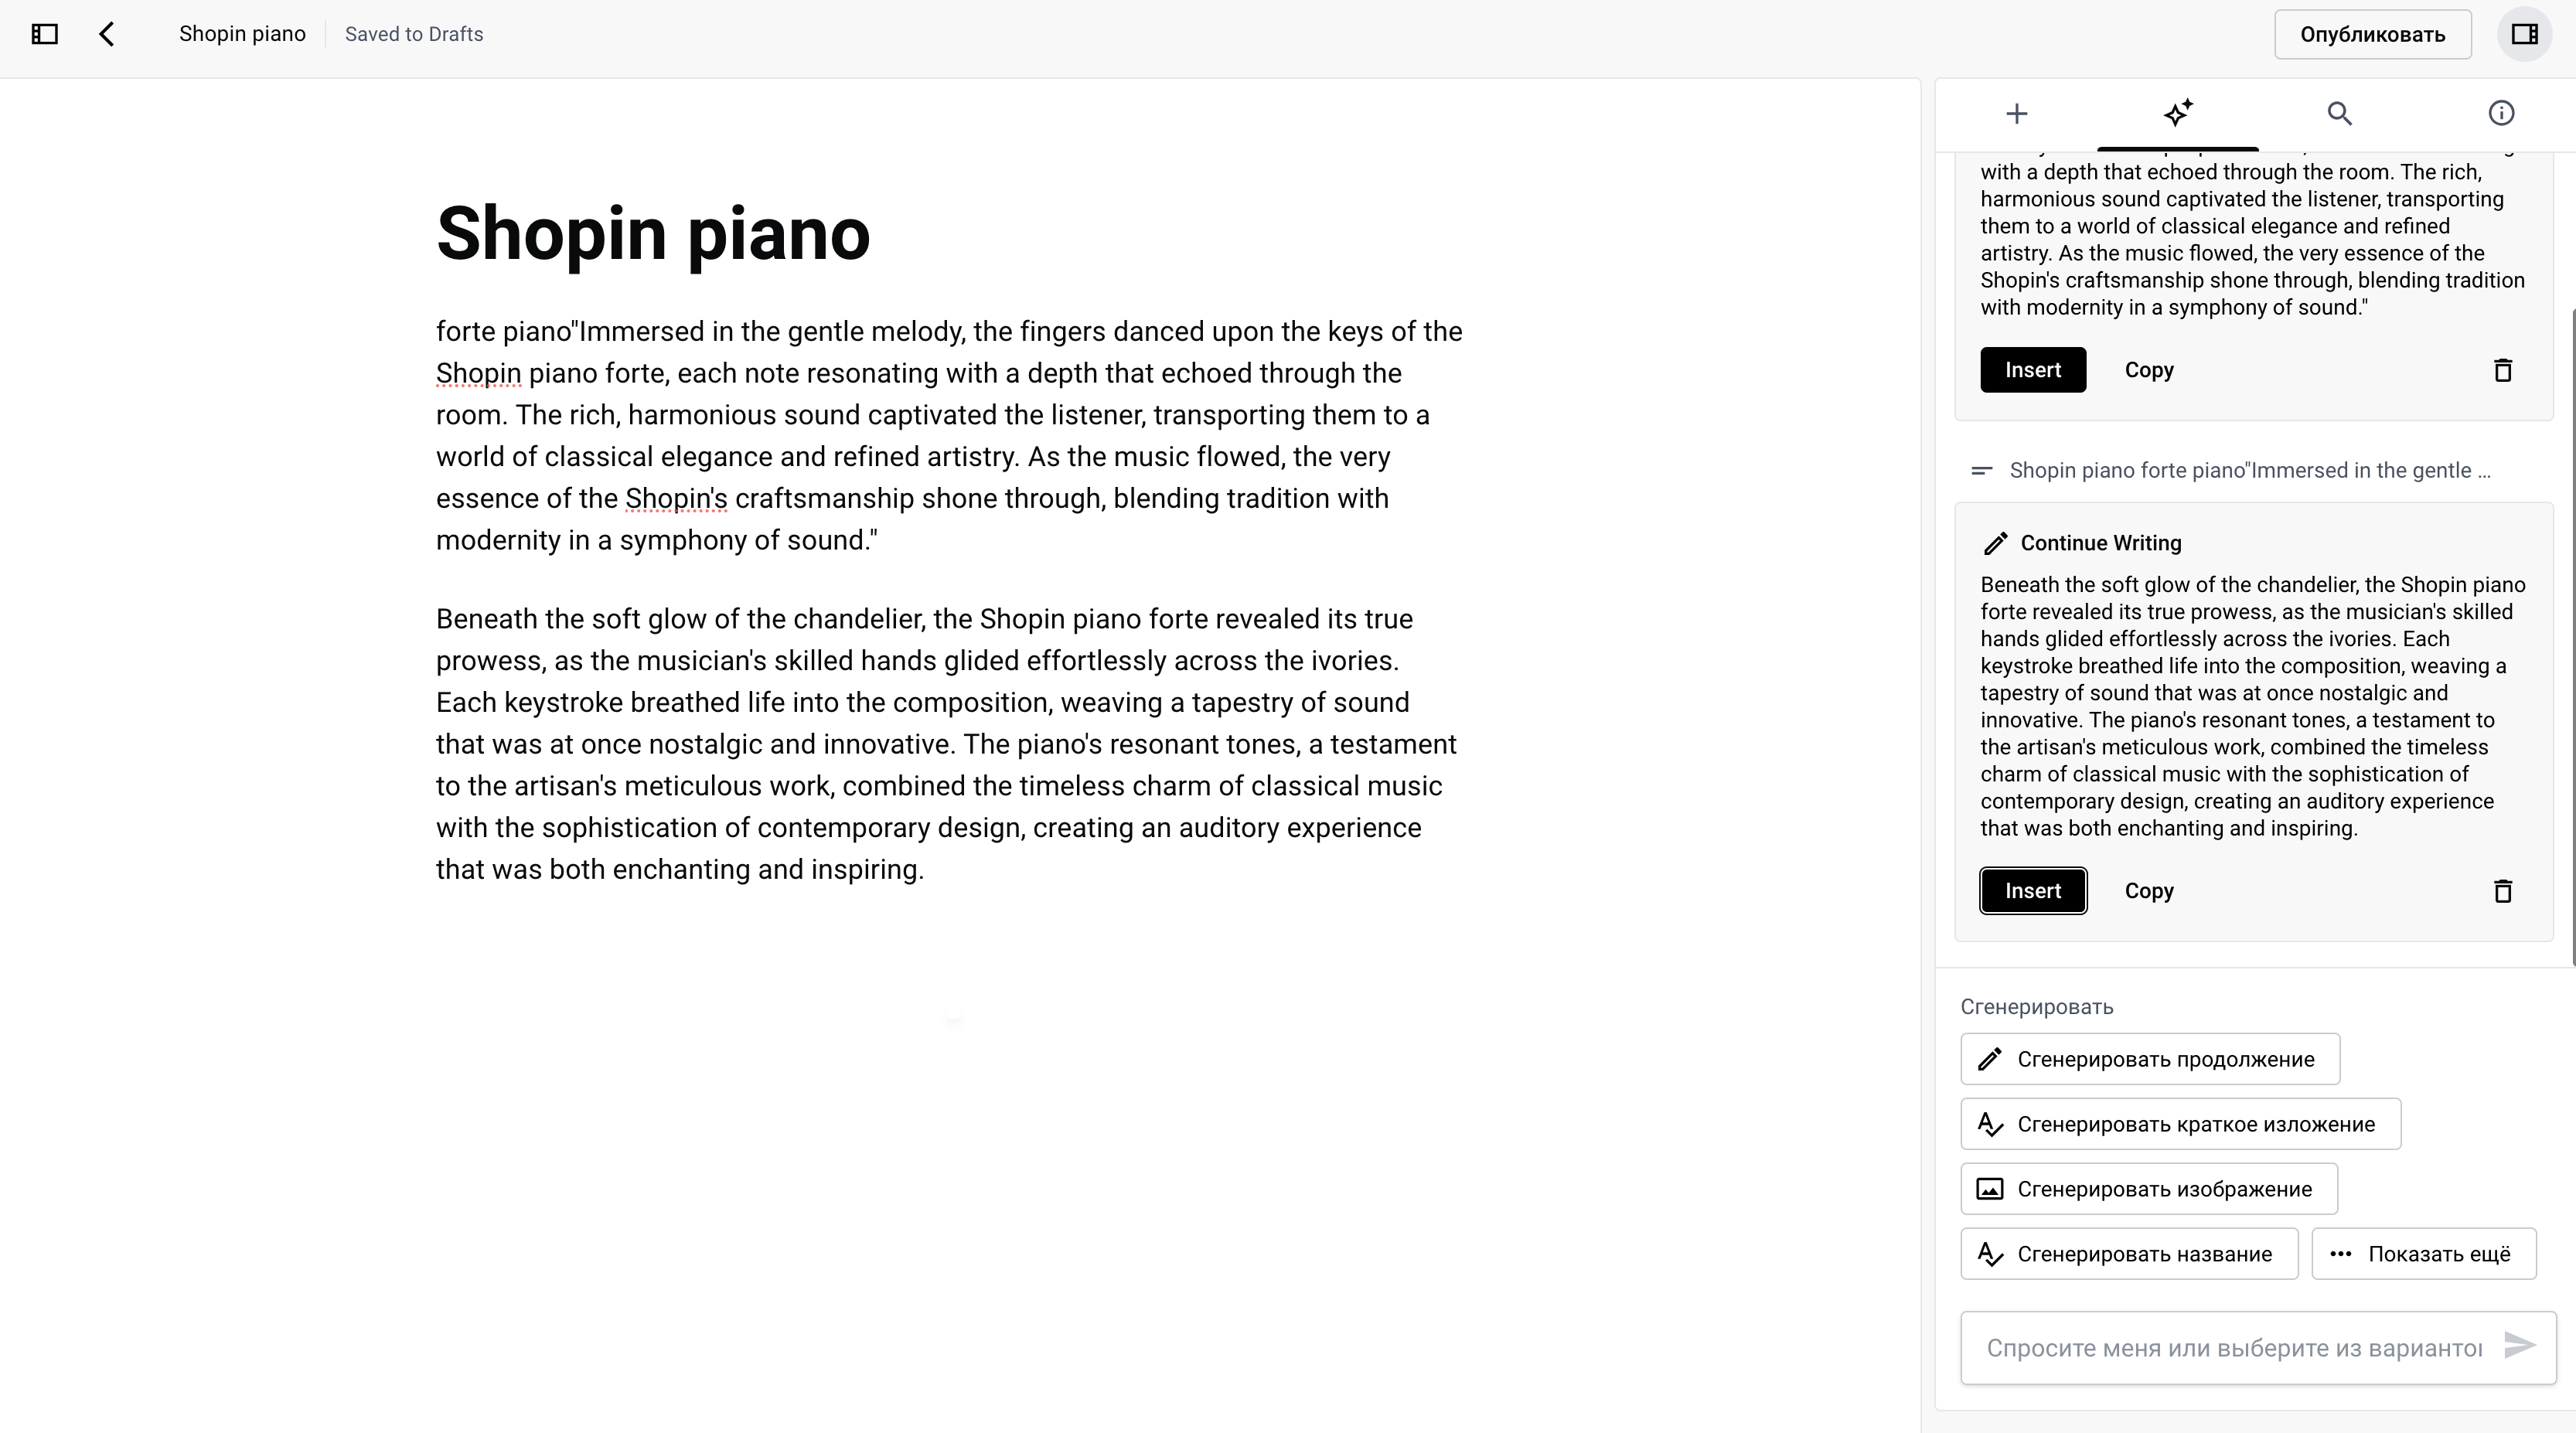 Shopin piano
Saved to Drafts
Опубликовать
Shopin piano
forte piano"Immersed in the gentle melody, the fingers danced upon the keys of the
Shopin piano forte, each note resonating with a depth that echoed through the
room. The rich, harmonious sound captivated the listener, transporting them to a
world of classical elegance and refined artistry. As the music flowed, the very
essence of the Shopin's craftsmanship shone through, blending tradition with
modernity in a symphony of sound."
Beneath the soft glow of the chandelier, the Shopin piano forte revealed its true
prowess, as the musician's skilled hands glided effortlessly across the ivories.
Each keystroke breathed life into the composition, weaving a tapestry of sound
that was at once nostalgic and innovative. The piano's resonant tones, a testament
to the artisan's meticulous work, combined the timeless charm of classical music
with the sophistication of contemporary design, creating an auditory experience
that was both enchanting and inspiring.
with a depth that echoed through the room. The rich,
harmonious sound captivated the listener, transporting
them to a world of classical elegance and refined
artistry. As the music flowed, the very essence of the
Shopin's craftsmanship shone through, blending tradition
with modernity in a symphony of sound."
Insert
Copy
Shopin piano forte piano"Immersed in the gentle ...
Continue Writing
Beneath the soft glow of the chandelier, the Shopin piano
forte revealed its true prowess, as the musician's skilled
hands glided effortlessly across the ivories. Each
keystroke breathed life into the composition, weaving a
tapestry of sound that was at once nostalgic and
innovative. The piano's resonant tones, a testament to
the artisan's meticulous work, combined the timeless
charm of classical music with the sophistication of
contemporary design, creating an auditory experience
that was both enchanting and inspiring.
Insert
Copy
Сгенерировать
Сгенерировать продолжение
Сгенерировать краткое изложение
Сгенерировать изображение
Сгенерировать название
Показать ещё
Спросите меня или выберите из